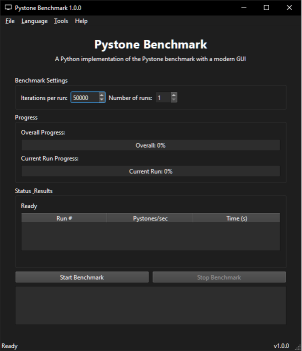 Pystone Benchmark 1.0.0
File Language Tools Help
Pystone Benchmark
A Python implementation of the Pystone benchmark with a modern GUI
Benchmark Settings
Iterations per run: 50000 Number of runs: 1
Progress
Overall Progress:
Overall: 0%
Current Run Progress:
Current Run: 0%
Status _Results
Ready
Run # Pystones/sec Time (s)
Start Benchmark Stop Benchmark
Ready v1.0.0